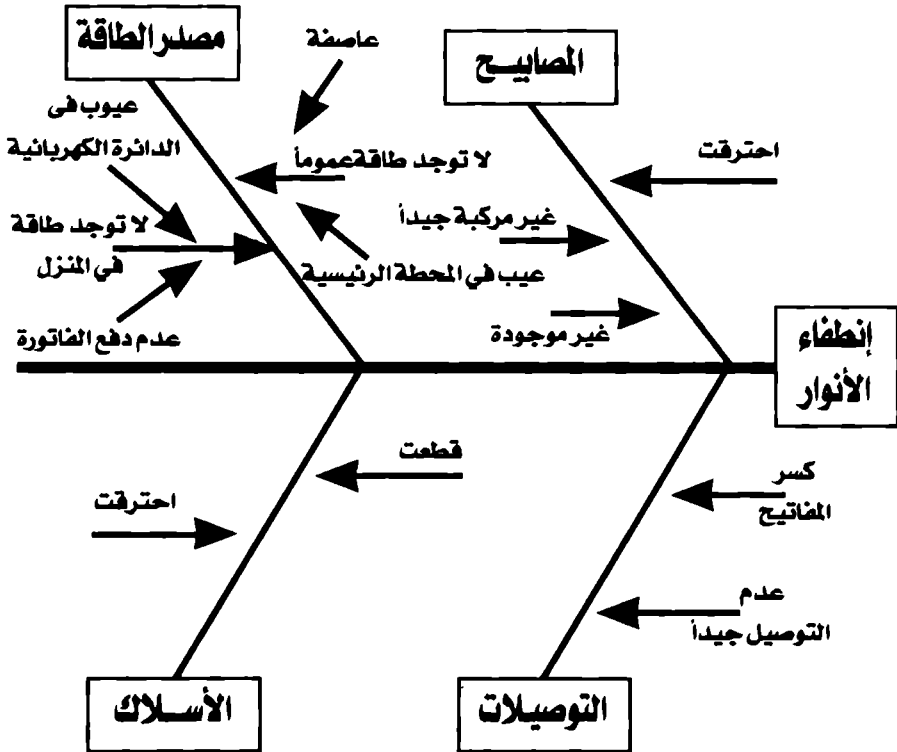 مصدر الطاقة
عاصفة
المصابيح
عيوب فى
الدائرة الكهربائية
لا توجد طاقة عموماً
احترقت
لا توجد طاقة
في المنزل
غير مركبة جيداً
عيب في المحطة الرئيسية
عدم دفع الفاتورة
غير موجودة
إنطفاء
الأنوار
قطعت
احترقت
كسر
المفاتيح
عدم
التوصيل جيداً
الأسلاك
التوصيلات